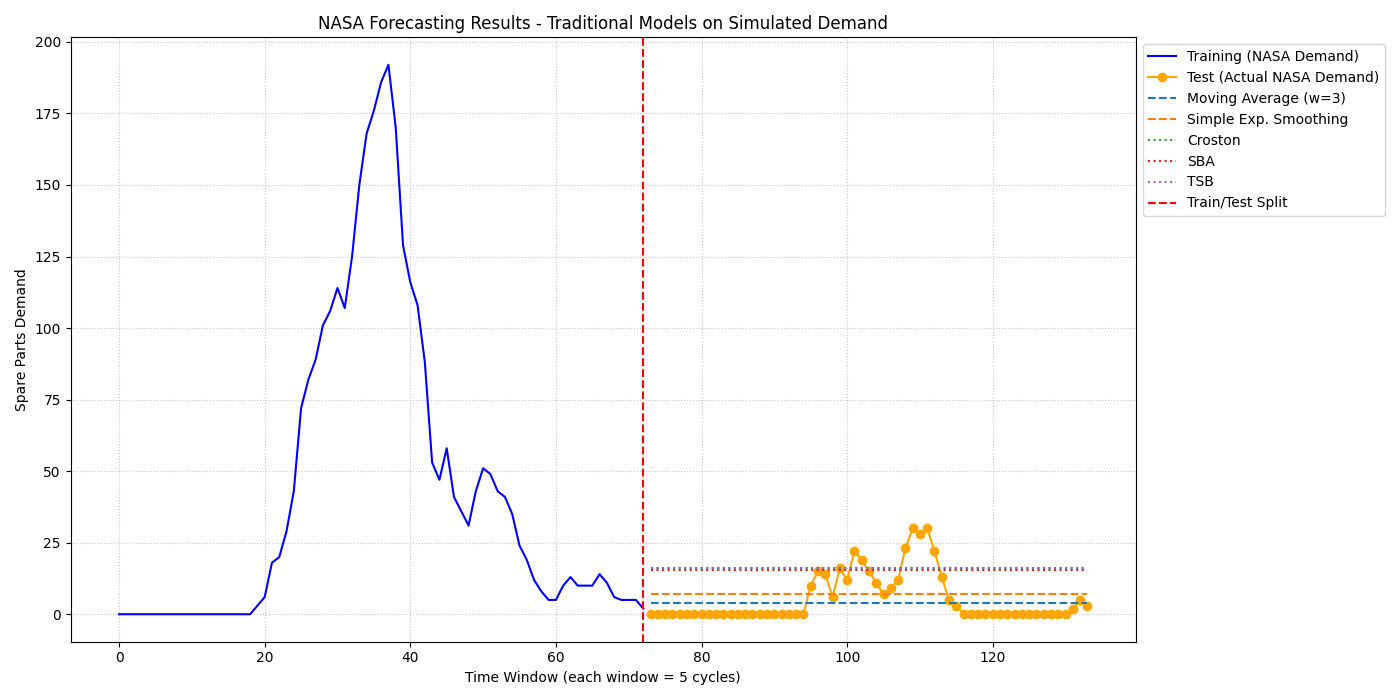 NASA Forecasting Results - Traditional Models on Simulated Demand
200
175
150
125
100
75
50
25
0
Spare Parts Demand
0 20 40 60 80 100 120
Time Window (each window = 5 cycles)
Training (NASA Demand)
Test (Actual NASA Demand)
Moving Average (w=3)
Simple Exp. Smoothing
Croston
SBA
TSB
Train/Test Split